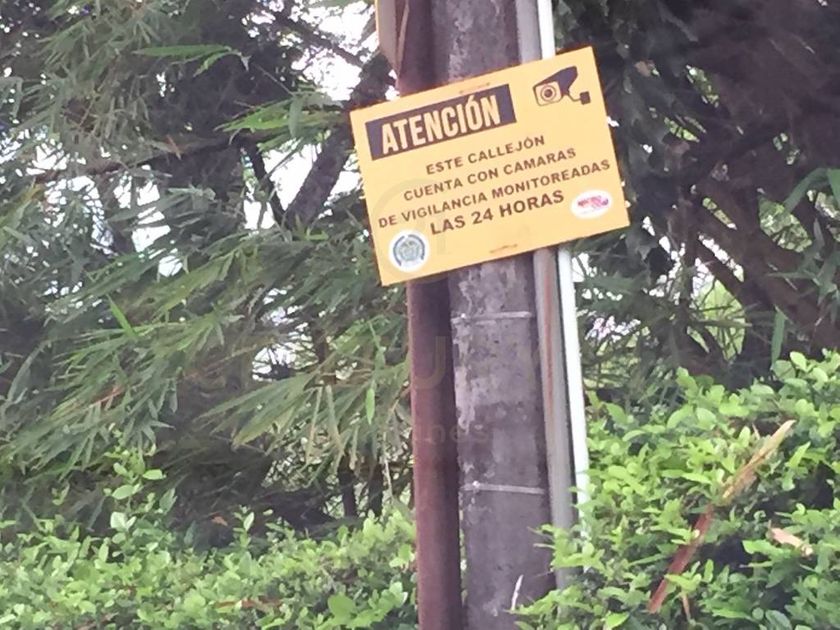 ATENCIÓN
ESTE CALLEJÓN
CUENTA CON CAMARAS
DE VIGILANCIA MONITOREADAS
LAS 24 HORAS